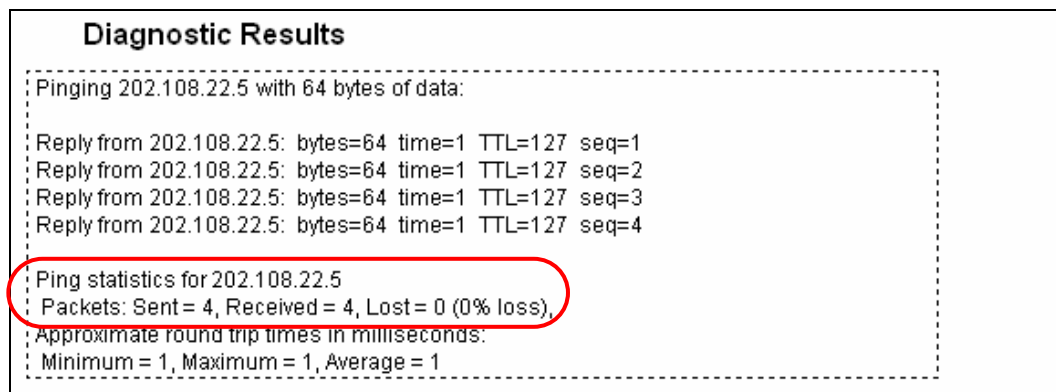 Diagnostic Results
Pinging 202.108.22.5 with 64 bytes of data:
Reply from 202.108.22.5: bytes=64 time=1 TTL=127 seq=1
Reply from 202.108.22.5: bytes=64 time=1 TTL=127 seq=2
Reply from 202.108.22.5: bytes=64 time=1 TTL=127 seq=3
Reply from 202.108.22.5: bytes=64 time=1 TTL=127 seq=4
Ping statistics for 202.108.22.5
Packets: Sent = 4, Received = 4, Lost = 0 (0% loss),
Approximate round trip times in milliseconds:
Minimum = 1, Maximum = 1, Average = 1